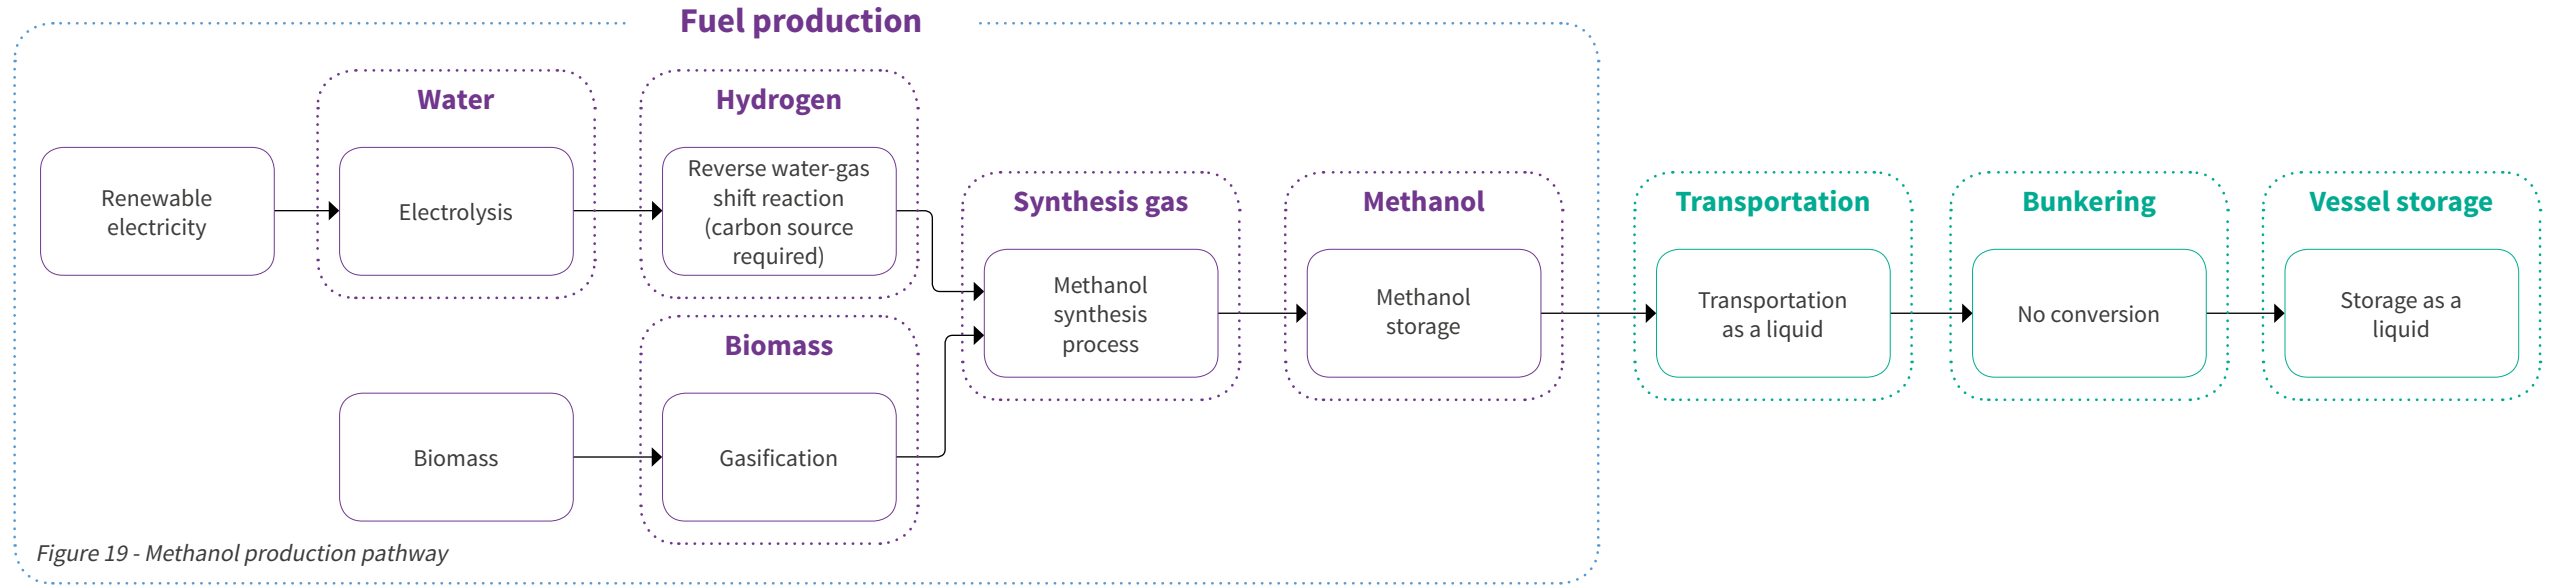 Fuel production
Water
Hydrogen
Renewable
electricity
Electrolysis
Reverse water-gas
shift reaction
(carbon source
required)
Biomass
Biomass
Gasification
Synthesis gas
Methanol
synthesis
process
Methanol
Methanol
storage
Transportation
Transportation
as a liquid
Bunkering
No conversion
Vessel storage
Storage as a
liquid
Figure 19 - Methanol production pathway